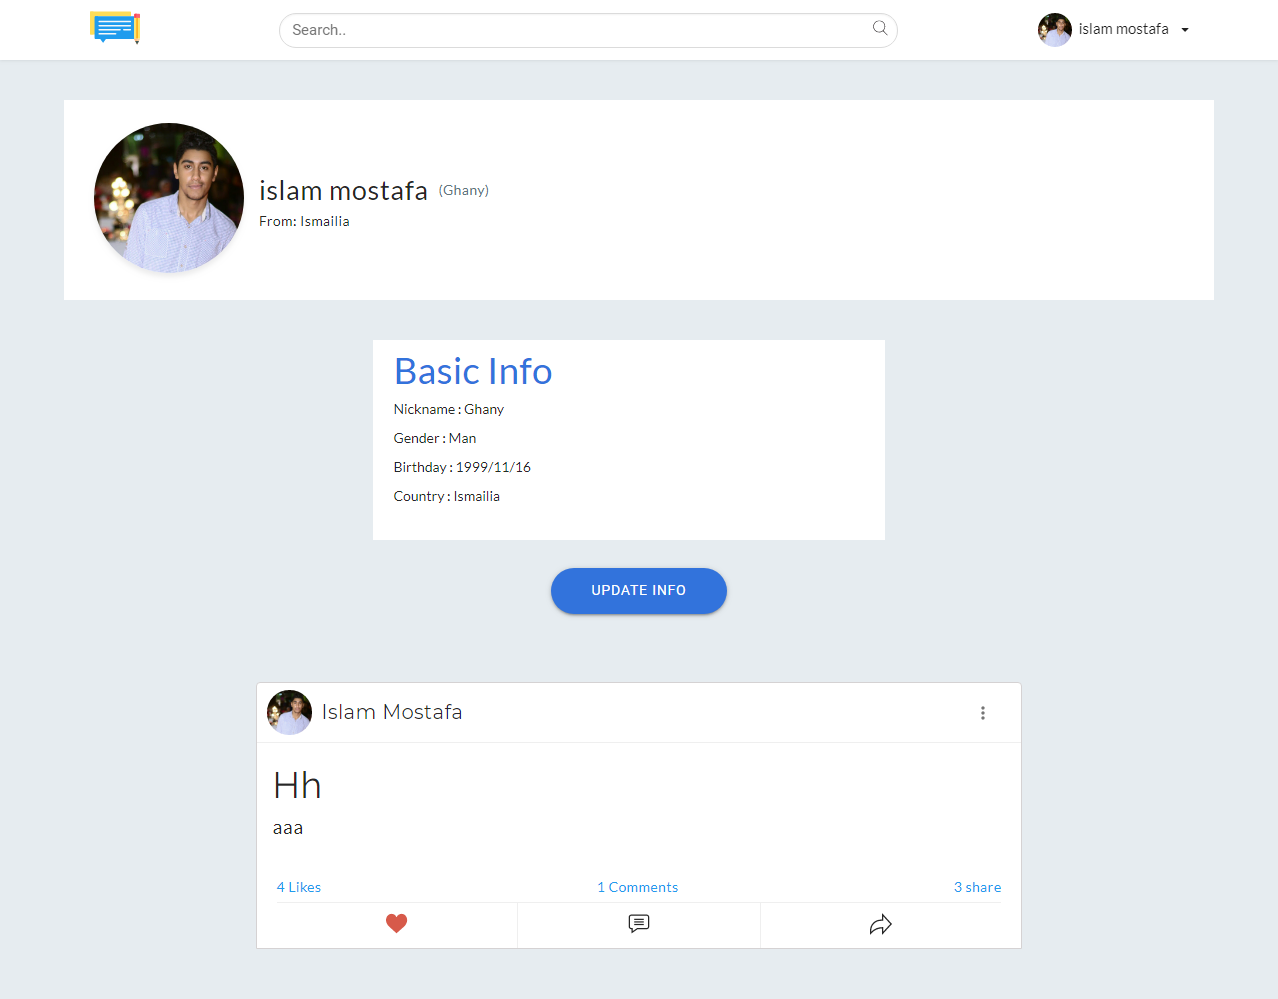 Search..
islam mostafa
islam mostafa (Ghany)
From: Ismailia
Basic Info
Nickname : Ghany
Gender : Man
Birthday : 1999/11/16
Country : Ismailia
UPDATE INFO
Islam Mostafa
Hh
aaa
4 Likes 1 Comments 3 share